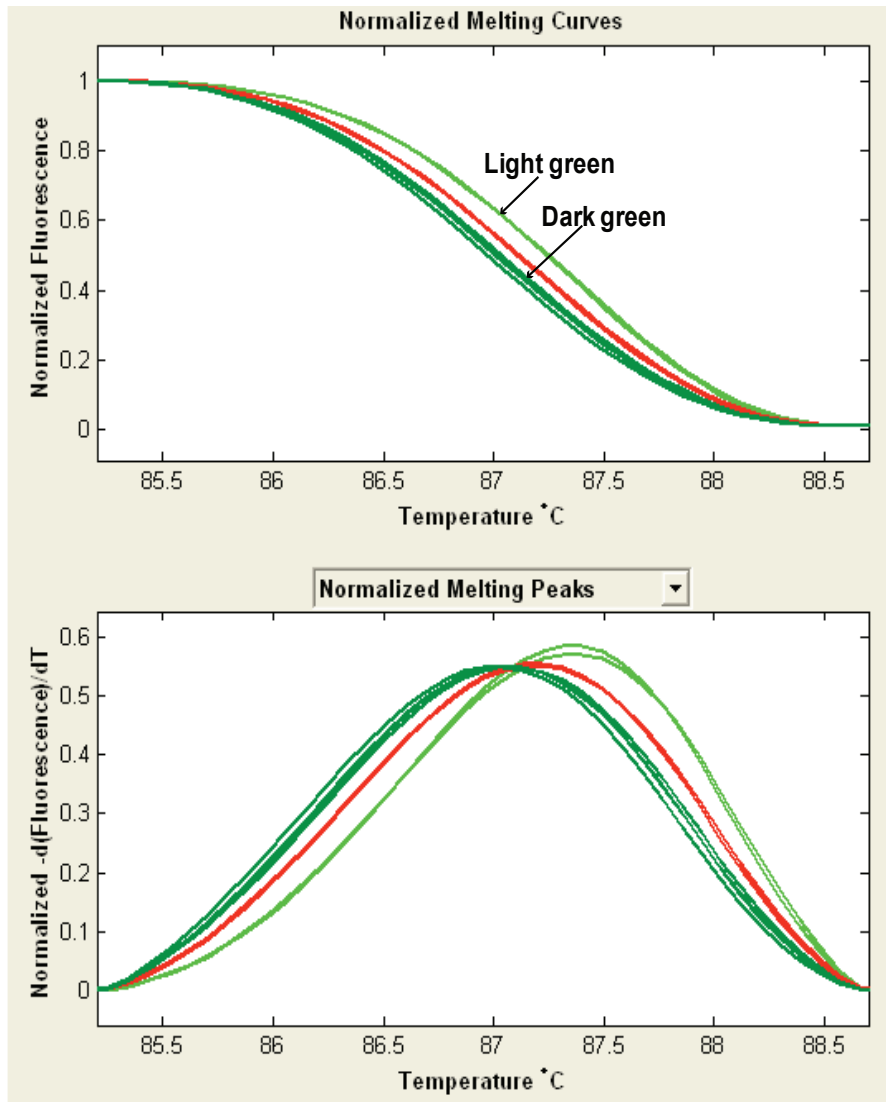 Normalized Melting Curves
1
0.8
0.6
0.4
0.2
0
Normalized Fluorescence
Light green
Dark green
85.5 86 86.5 87 87.5 88 88.5
Temperature °C
Normalized Melting Peaks
0.6
0.5
0.4
0.3
0.2
0.1
0
Normalized -d(Fluorescence)/dT
85.5 86 86.5 87 87.5 88 88.5
Temperature °C